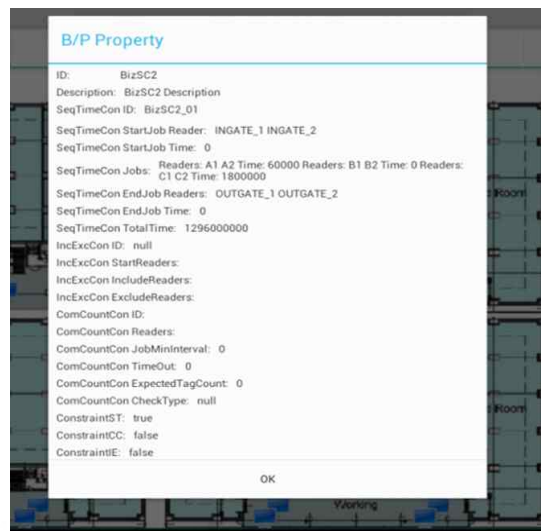 B/P Property
ID: BizSC2
Description: BizSC2 Description
SeqTimeCon ID: BizSC2_01
SeqTimeCon StartJob Reader: INGATE_1 INGATE_2
SeqTimeCon StartJob Time: 0
SeqTimeCon Jobs: Readers: A1 A2 Time: 60000 Readers: B1 B2 Time: 0 Readers:
C1 C2 Time: 1800000
SeqTimeCon EndJob Readers: OUTGATE_1 OUTGATE_2
SeqTimeCon EndJob Time: 0
SeqTimeCon TotalTime: 1296000000
IncExcCon ID: null
IncExcCon StartReaders:
IncExcCon IncludeReaders:
IncExcCon ExcludeReaders:
ComCountCon ID:
ComCountCon Readers:
ComCountCon JobMinInterval: 0
ComCountCon TimeOut: 0
ComCountCon ExpectedTagCount: 0
ComCountCon CheckType: null
ConstraintST: true
ConstraintCC: false
ConstraintIE: false
OK
Room
Room
Working